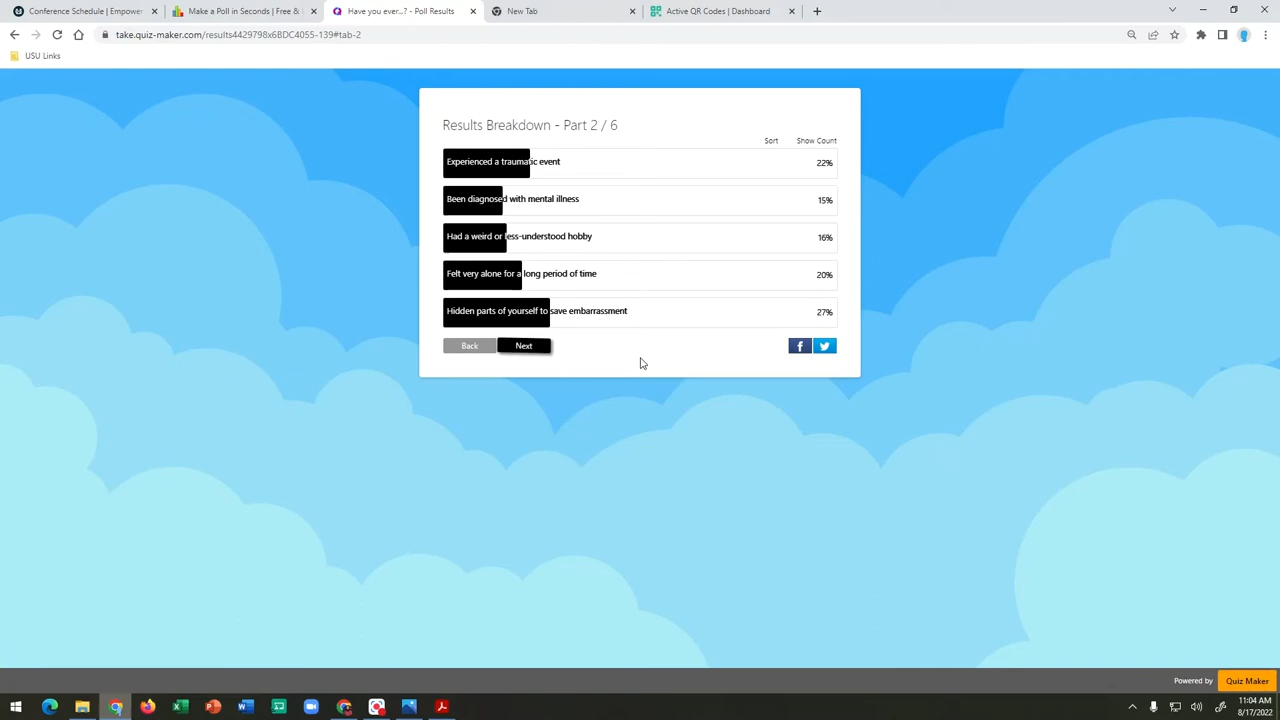 Conference Schedule | Empower
Make a Poll in Seconds | Free &
Have you ever...? - Poll Results
New Tab
Active QR Codes | Dashboard
take.quiz-maker.com/results4429798x6BDC4055-139#tab-2
USU Links
Results Breakdown - Part 2 / 6
Sort Show Count
Experienced a traumatic event 22%
Been diagnosed with mental illness 15%
Had a weird or less-understood hobby 16%
Felt very alone for a long period of time 20%
Hidden parts of yourself to save embarrassment 27%
Back Next
Powered by Quiz Maker
11:04 AM
8/17/2022